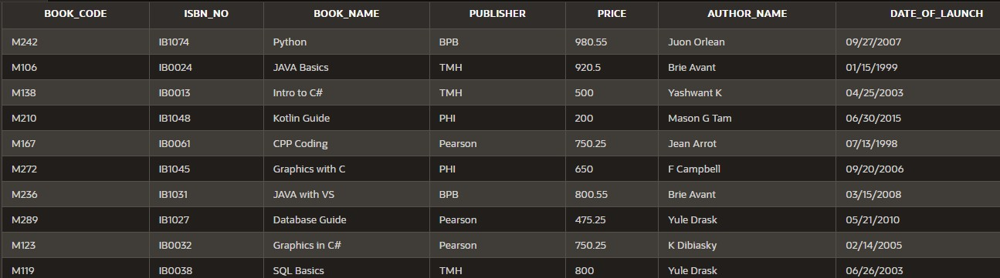 BOOK_CODE ISBN_NO BOOK_NAME PUBLISHER PRICE AUTHOR_NAME DATE_OF_LAUNCH
M242 IB1074 Python BPB 980.55 Juon Orlean 09/27/2007
M106 IB0024 JAVA Basics TMH 920.5 Brie Avant 01/15/1999
M138 IB0013 Intro to C# TMH 500 Yashwant K 04/25/2003
M210 IB1048 Kotlin Guide PHI 200 Mason G Tam 06/30/2015
M167 IB0061 CPP Coding Pearson 750.25 Jean Arrot 07/13/1998
M272 IB1045 Graphics with C PHI 650 F Campbell 09/20/2006
M236 IB1031 JAVA with VS BPB 800.55 Brie Avant 03/15/2008
M289 IB1027 Database Guide Pearson 475.25 Yule Drask 05/21/2010
M123 IB0032 Graphics in C# Pearson 750.25 K Dibiasky 02/14/2005
M119 IB0038 SQL Basics TMH 800 Yule Drask 06/26/2003